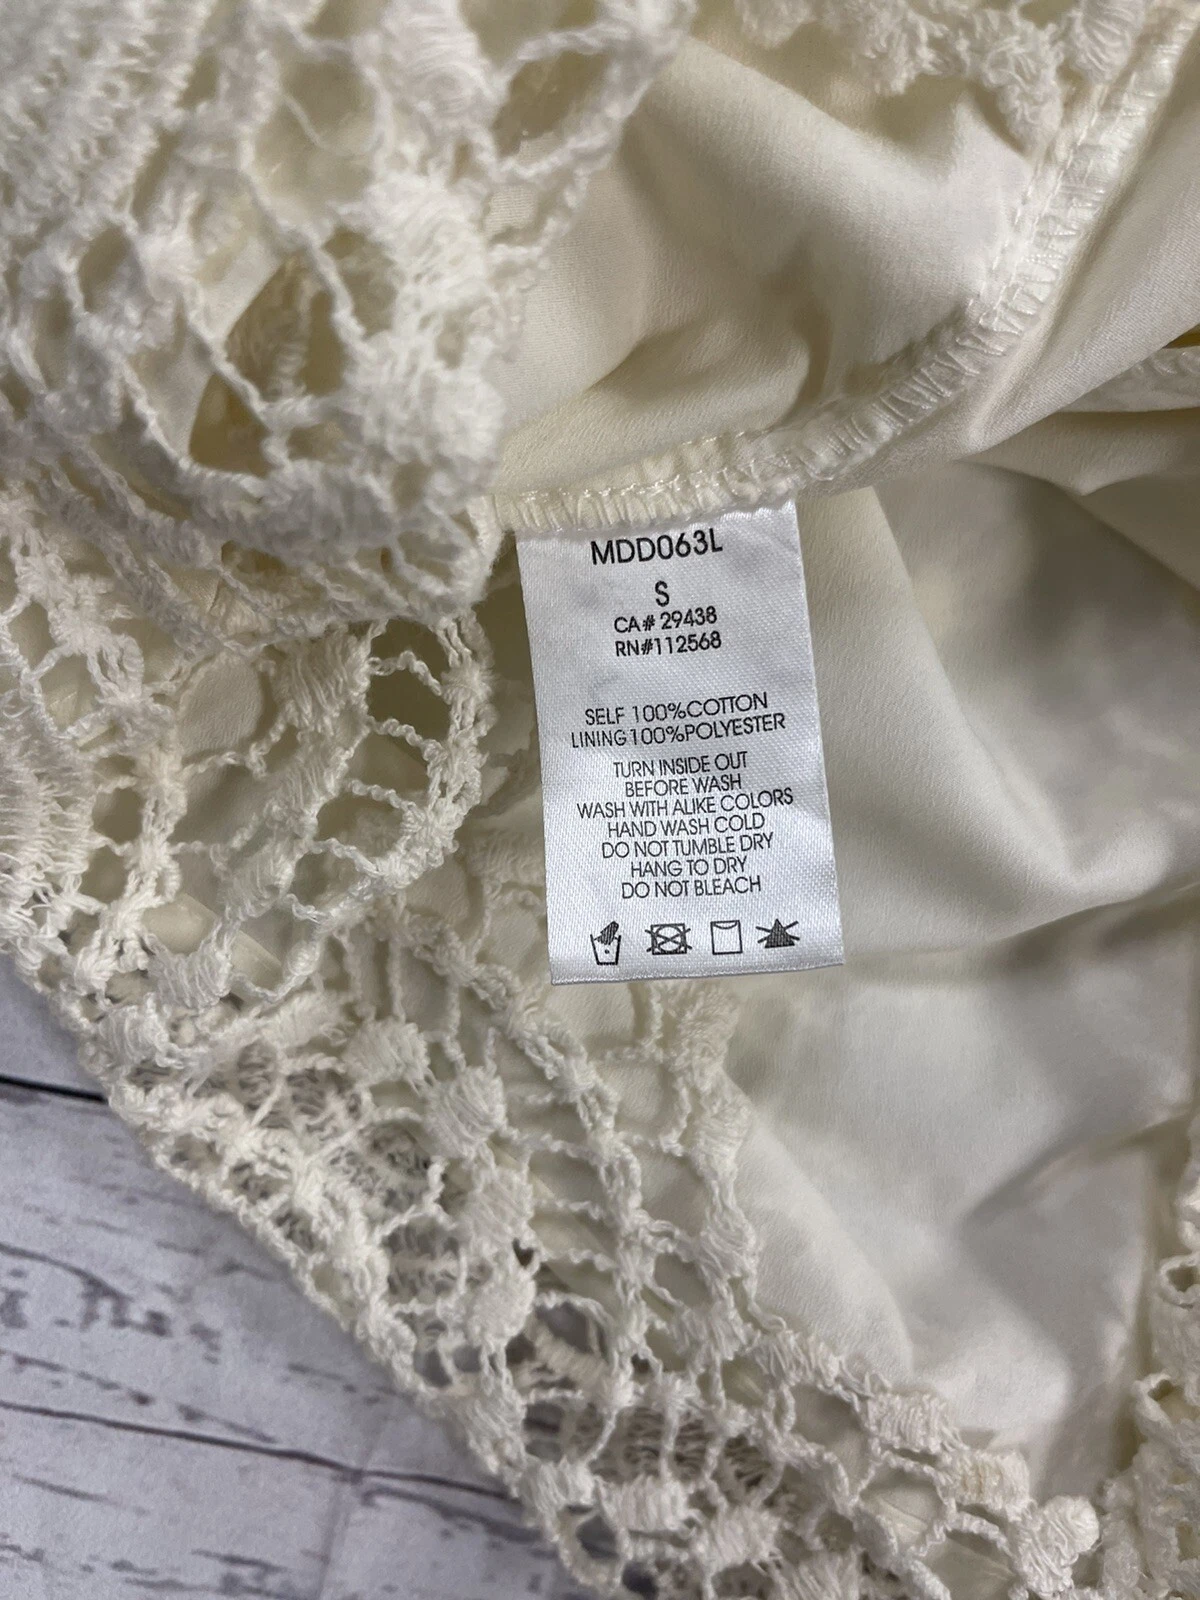 MDD063L
S
CA# 29438
RN#112568
SELF 100%COTTON
LINING100%POLYESTER
TURN INSIDE OUT
BEFORE WASH
WASH WITH ALIKE COLORS
HAND WASH COLD
DO NOT TUMBLE DRY
HANG TO DRY
DO NOT BLEACH